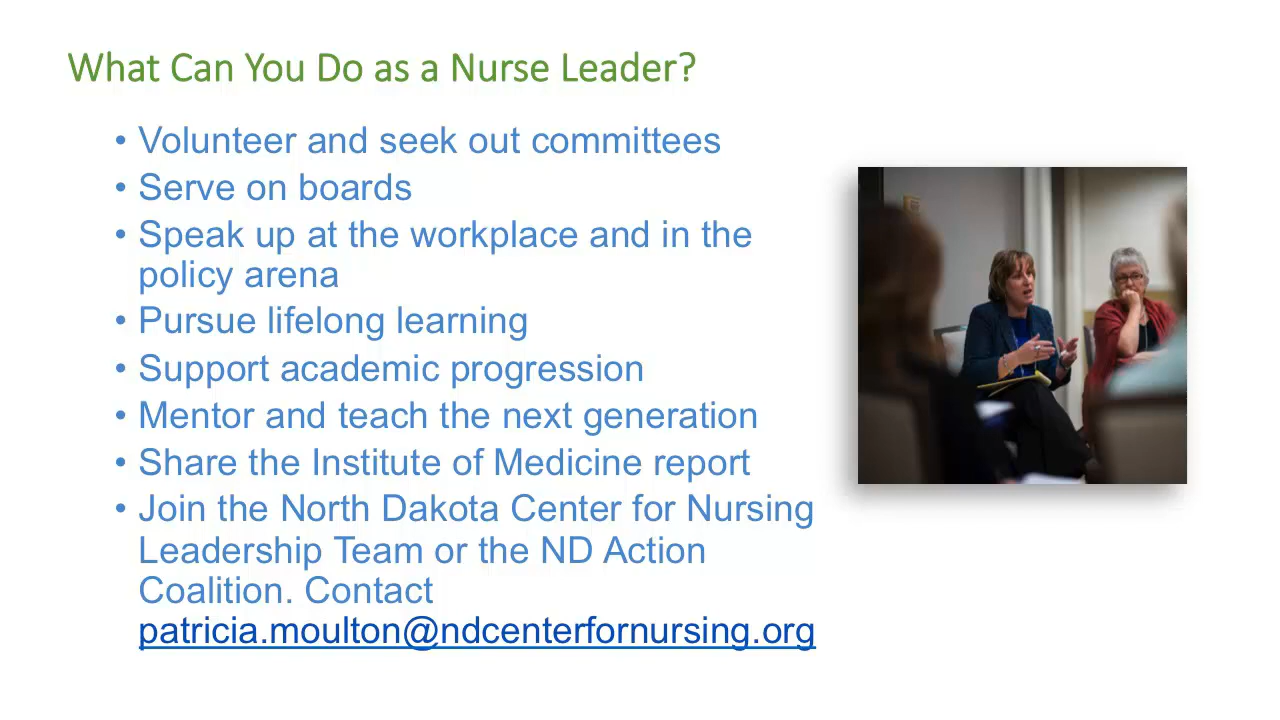 What Can You Do as a Nurse Leader?
• Volunteer and seek out committees
• Serve on boards
• Speak up at the workplace and in the
policy arena
• Pursue lifelong learning
• Support academic progression
• Mentor and teach the next generation
• Share the Institute of Medicine report
• Join the North Dakota Center for Nursing
Leadership Team or the ND Action
Coalition. Contact
patricia.moulton@ndcenterfornursing.org